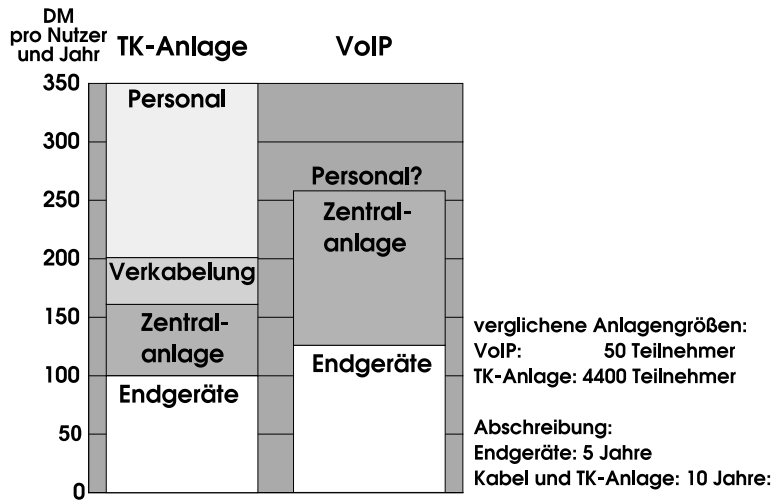 DM
pro Nutzer
und Jahr
TK-Anlage
VoIP
350
300
250
200
150
100
50
0
Personal
Verkabelung
Zentral-
anlage
Endgeräte
Personal?
Zentral-
anlage
Endgeräte
verglichene Anlagengrößen:
VoIP: 50 Teilnehmer
TK-Anlage: 4400 Teilnehmer
Abschreibung:
Endgeräte: 5 Jahre
Kabel und TK-Anlage: 10 Jahre: